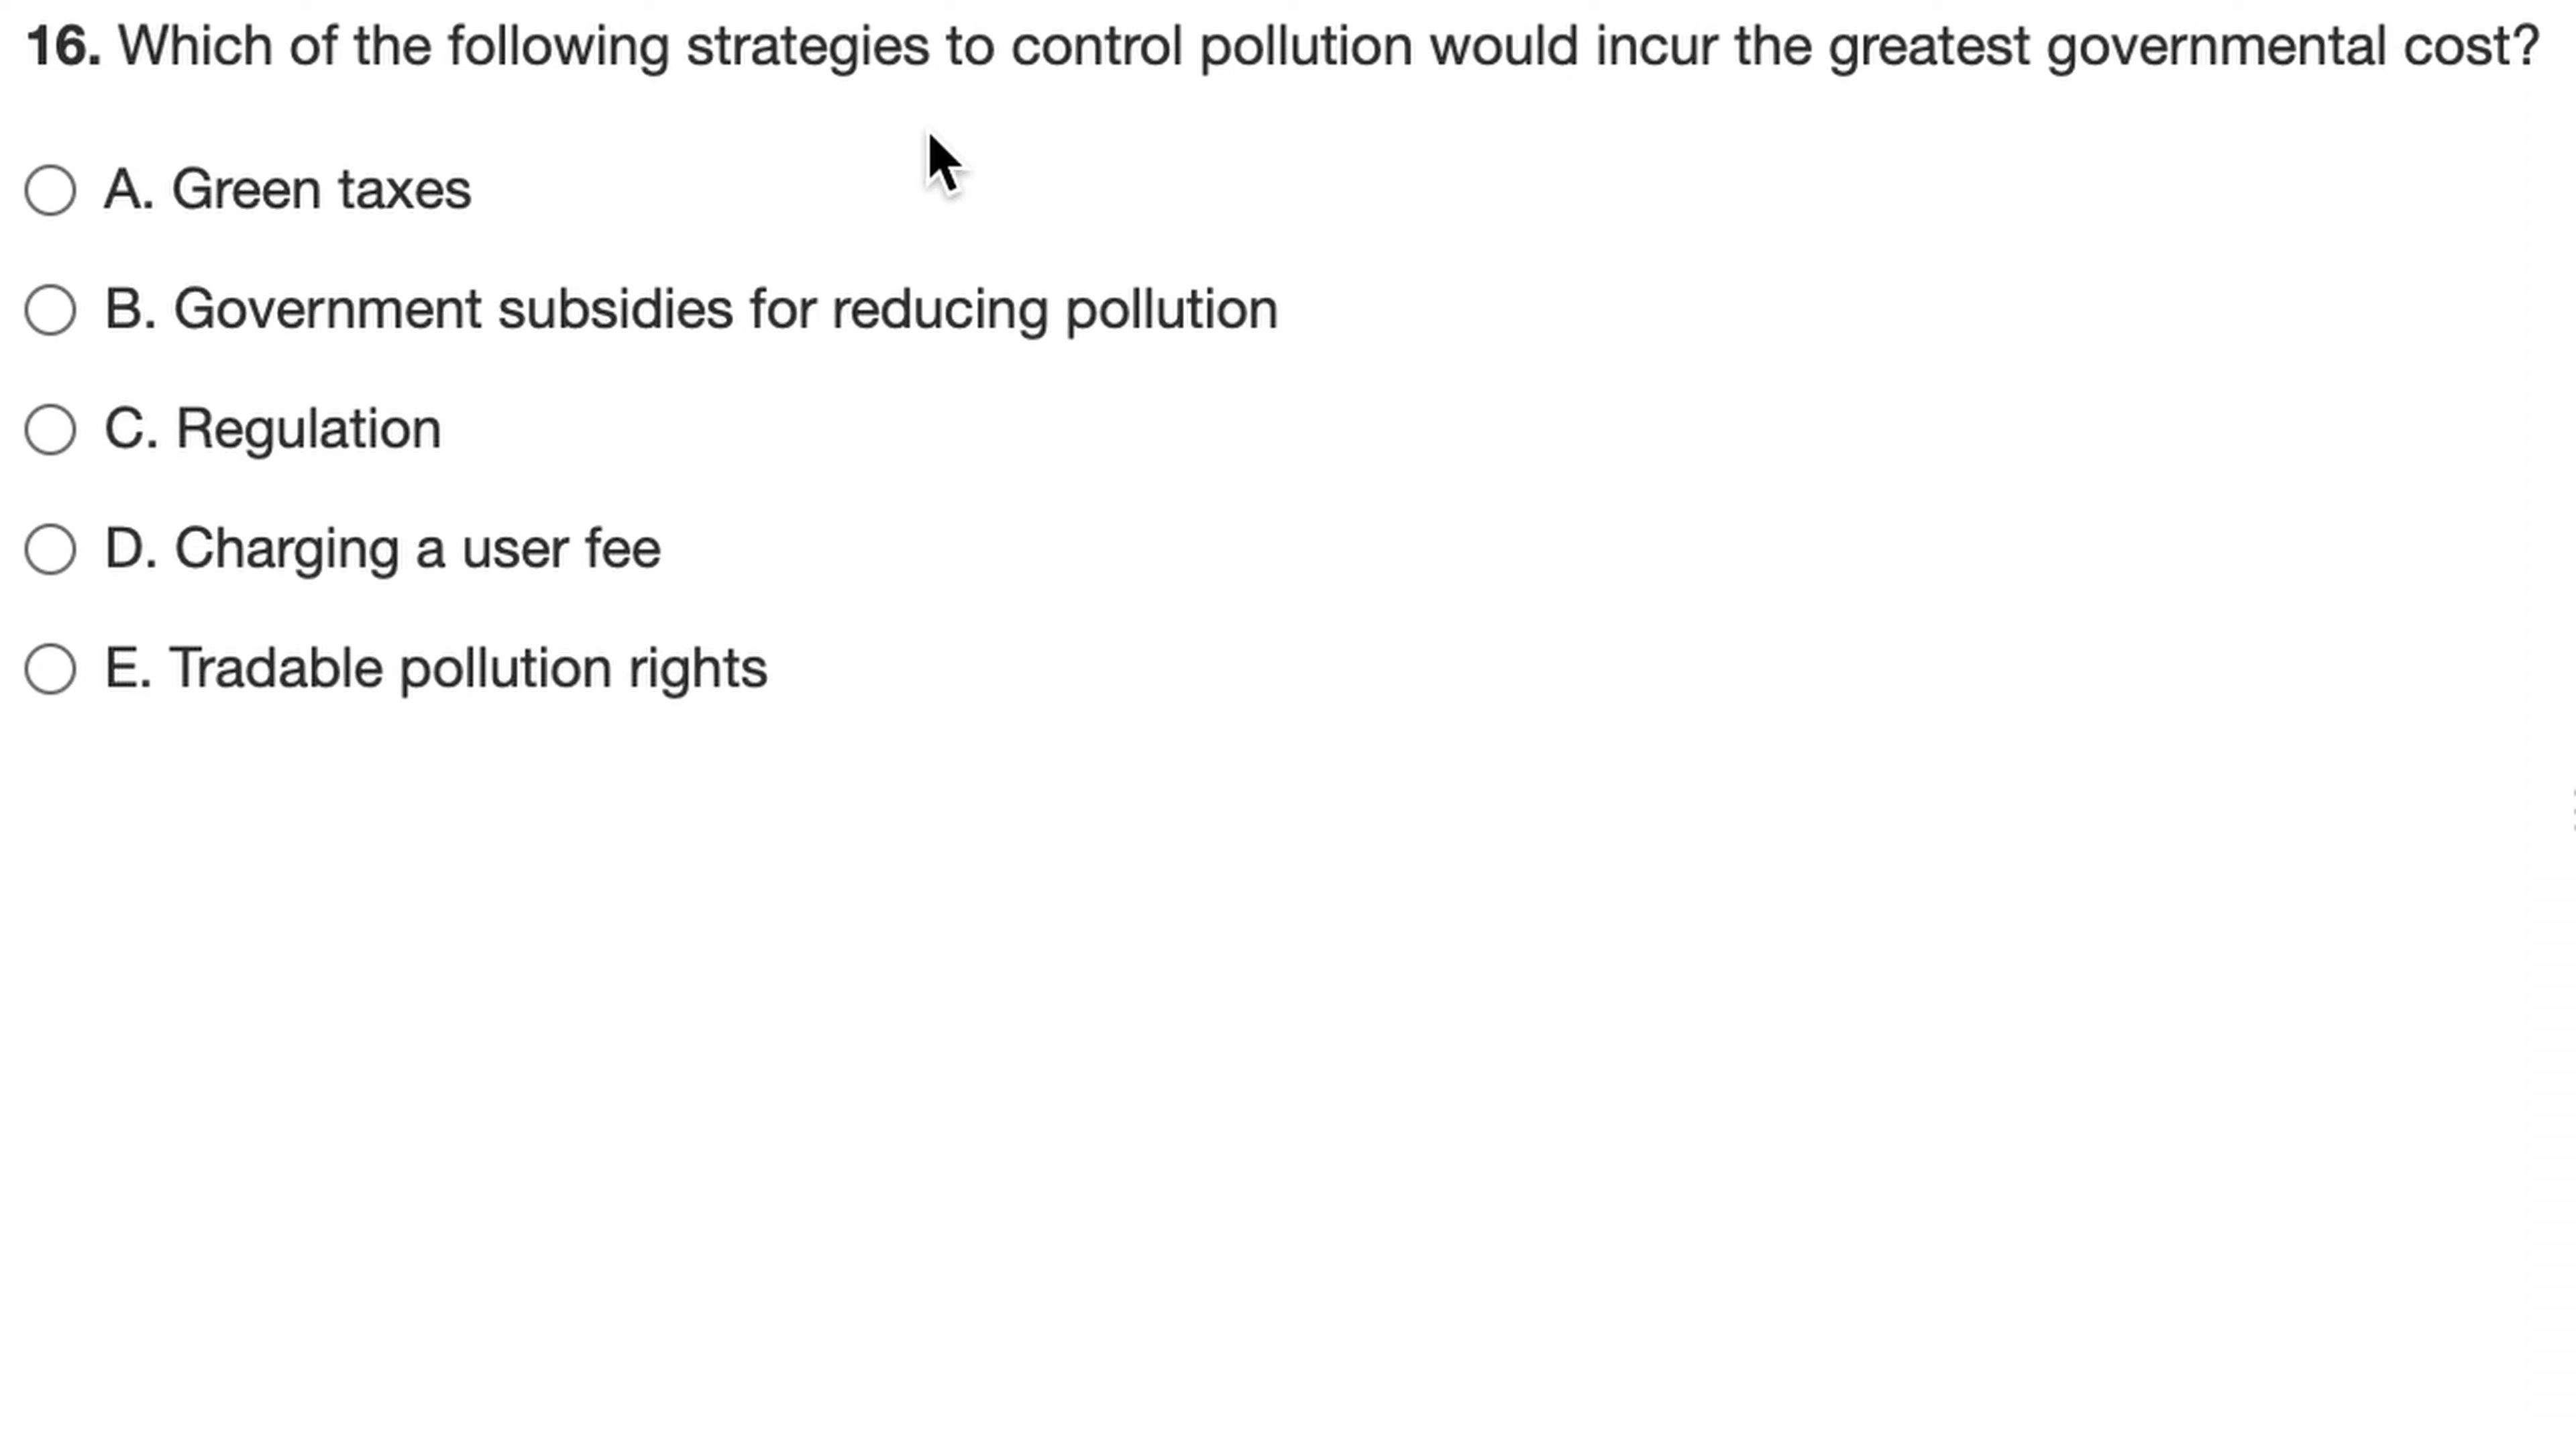 16. Which of the following strategies to control pollution would incur the greatest governmental cost?
A. Green taxes
B. Government subsidies for reducing pollution
C. Regulation
D. Charging a user fee
E. Tradable pollution rights